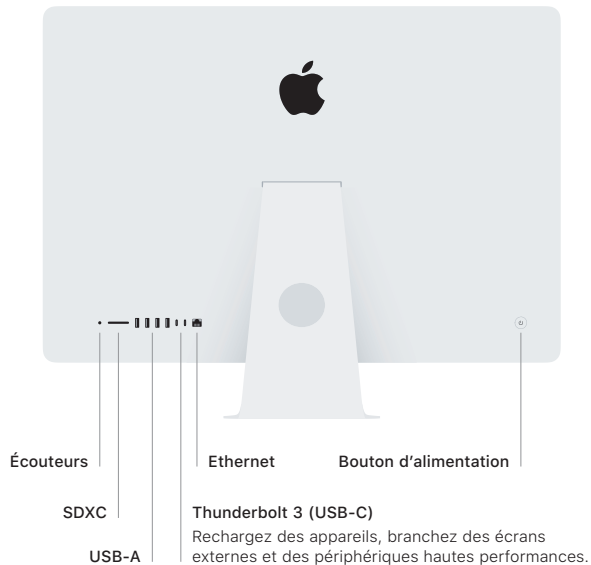 Écouteurs
Ethernet
Bouton d’alimentation
SDXC
Thunderbolt 3 (USB-C)
Rechargez des appareils, branchez des écrans
externes et des périphériques hautes performances.
USB-A